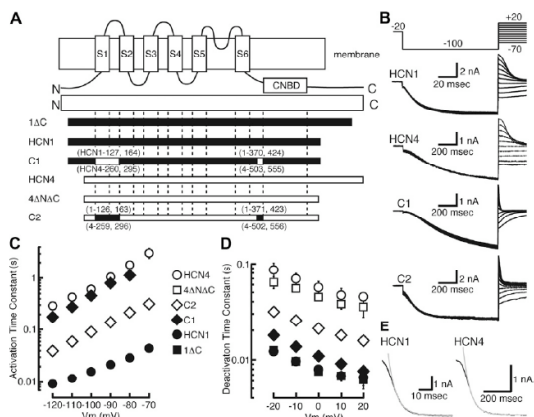 A
S1 S2 S3 S4 S5 S6
membrane
N CNBD C
N C
1ΔC
HCN1
(HCN1-127, 164) (1-370, 424)
C1
(HCN4-260, 295) (4-503, 555)
HCN4
4ΔNΔC
(1-126, 163) (1-371, 423)
C2
(4-259, 296) (4-502, 556)
B
-20 +20
-100 -70
HCN1
2 nA
20 msec
HCN4
1 nA
200 msec
C1
1 nA
200 msec
C2
2 nA
200 msec
C
Activation Time Constant (s)
1
0.1
0.01
-120 -110 -100 -90 -80 -70
Vm (mV)
HCN4
4ΔNΔC
C2
C1
HCN1
1ΔC
D
Deactivaton Time Constant (s)
0.1
0.01
-20 -10 0 10 20
Vm (mV)
E
HCN1 HCN4
1 nA
10 msec
1 nA
200 msec